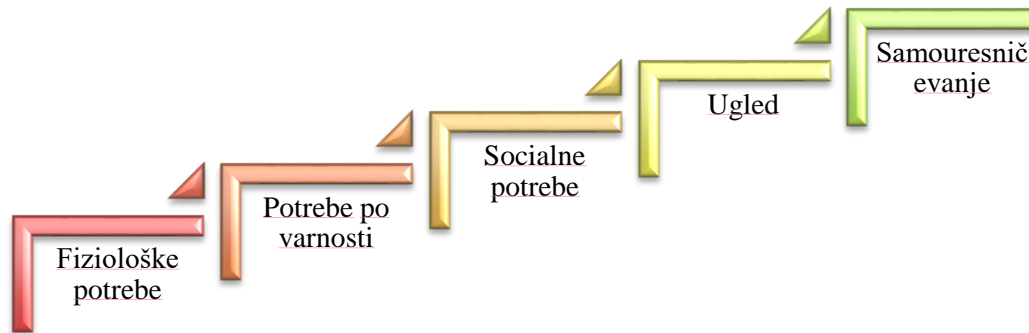 Fiziološke
potrebe
Potrebe po
varnosti
Socialne
potrebe
Ugled
Samouresnič
evanje